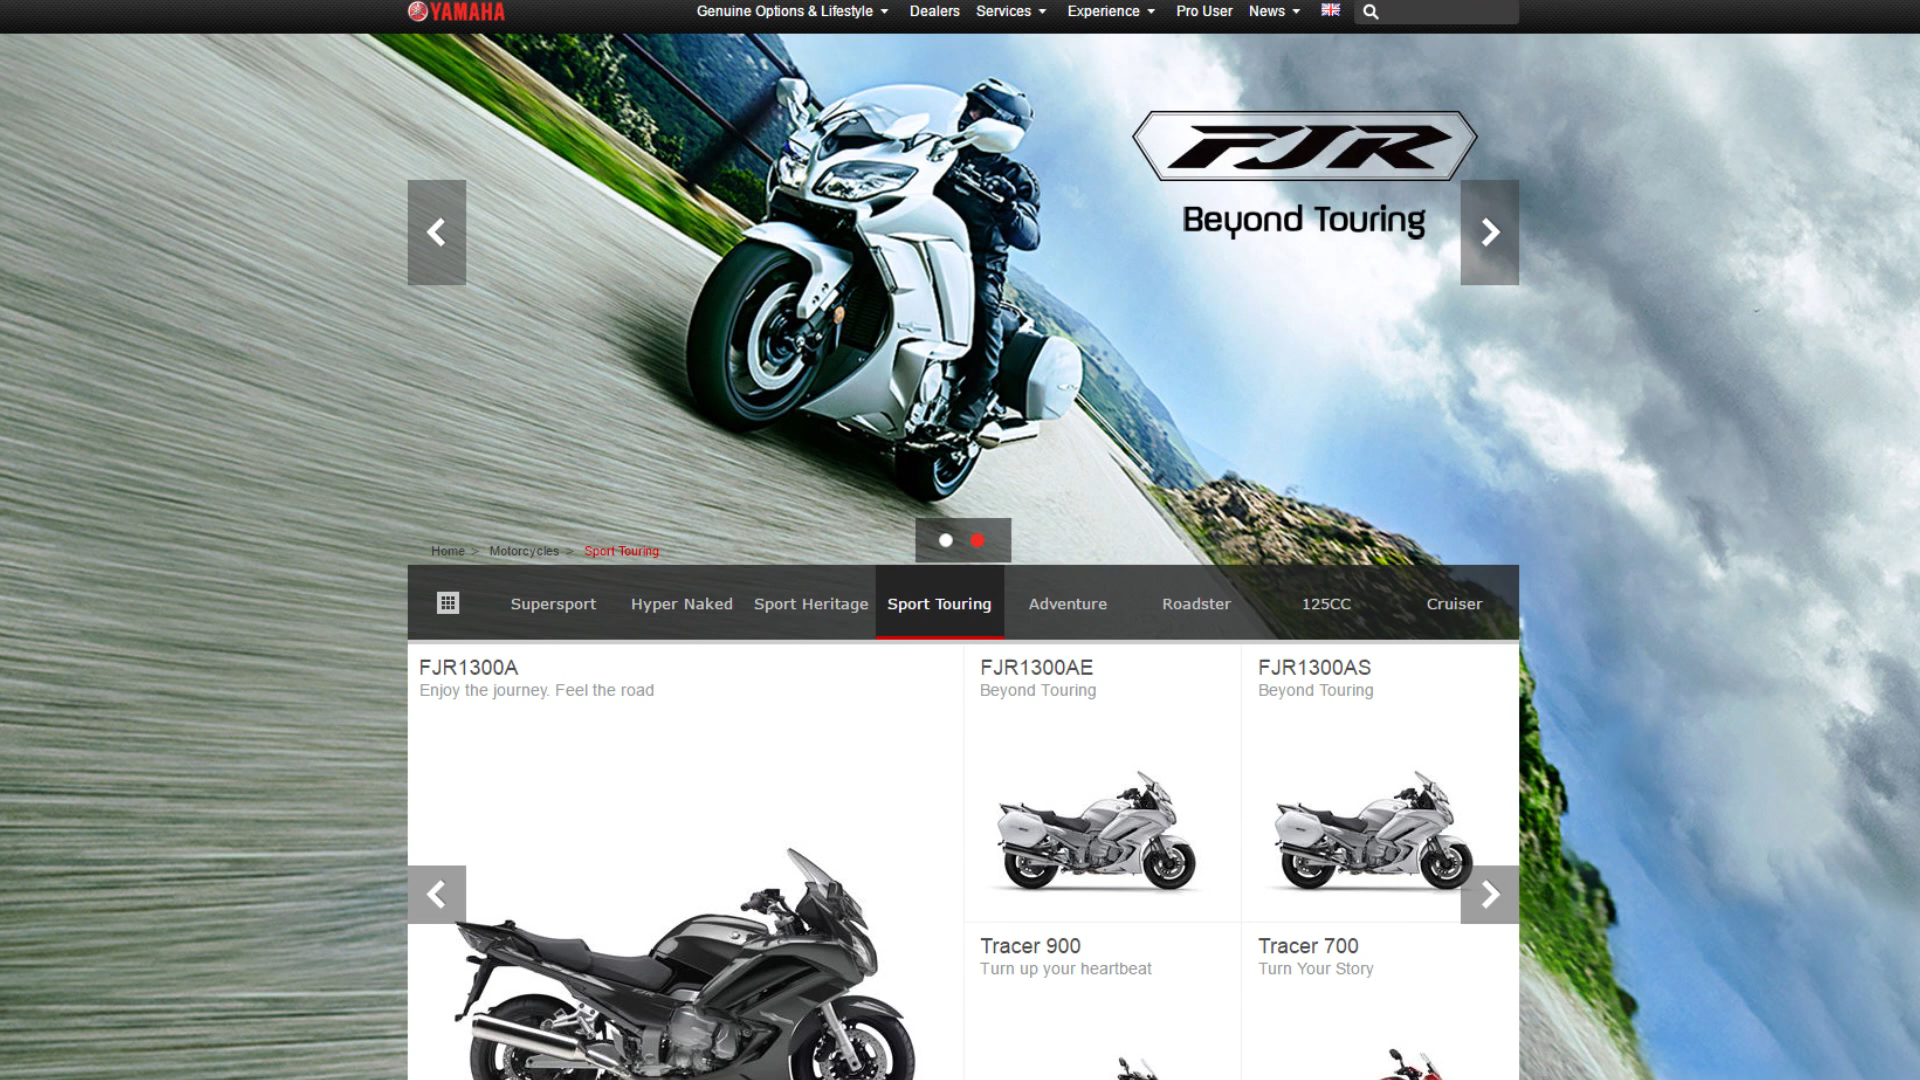 YAMAHA
Genuine Options & Lifestyle Dealers Services Experience Pro User News
FJR
Beyond Touring
Home > Motorcycles > Sport Touring
Supersport Hyper Naked Sport Heritage Sport Touring Adventure Roadster 125CC Cruiser
FJR1300A
Enjoy the journey. Feel the road
FJR1300AE
Beyond Touring
FJR1300AS
Beyond Touring
Tracer 900
Turn up your heartbeat
Tracer 700
Turn Your Story